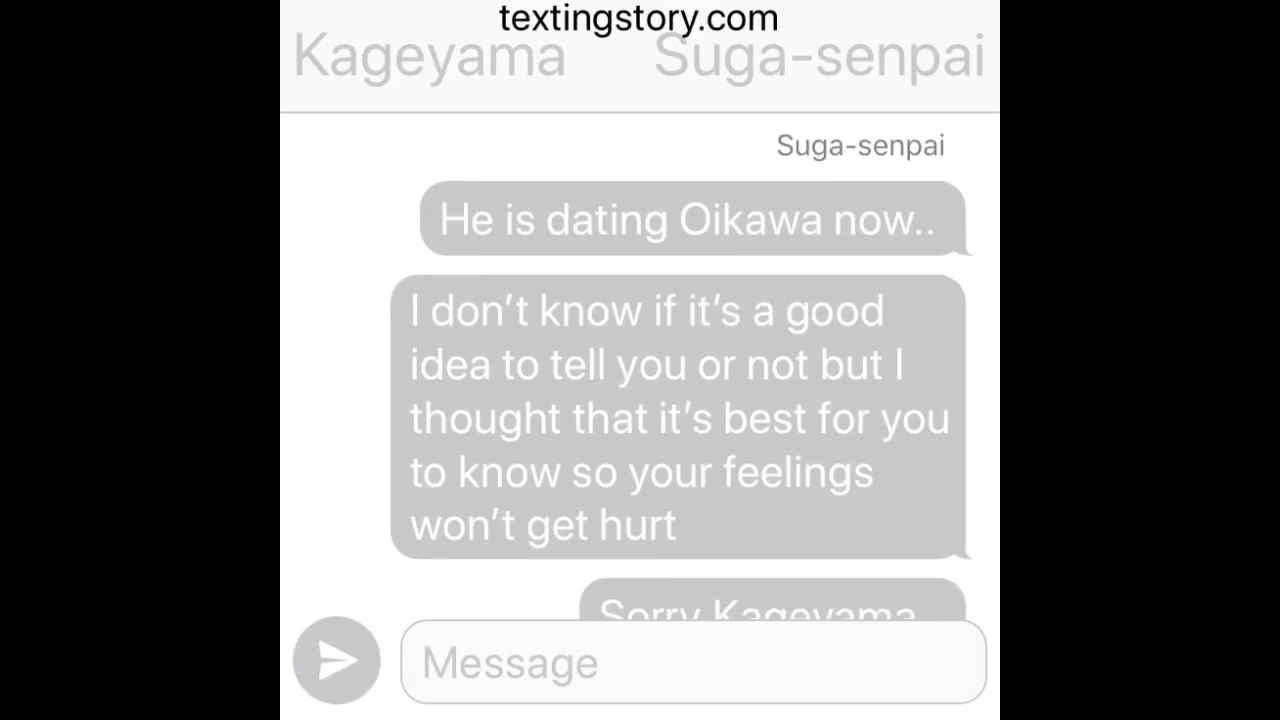 textingstory.com
Kageyama Suga-senpai
Suga-senpai
He is dating Oikawa now..
I don’t know if it’s a good
idea to tell you or not but I
thought that it’s best for you
to know so your feelings
won’t get hurt
Sorry Kageyama
Message